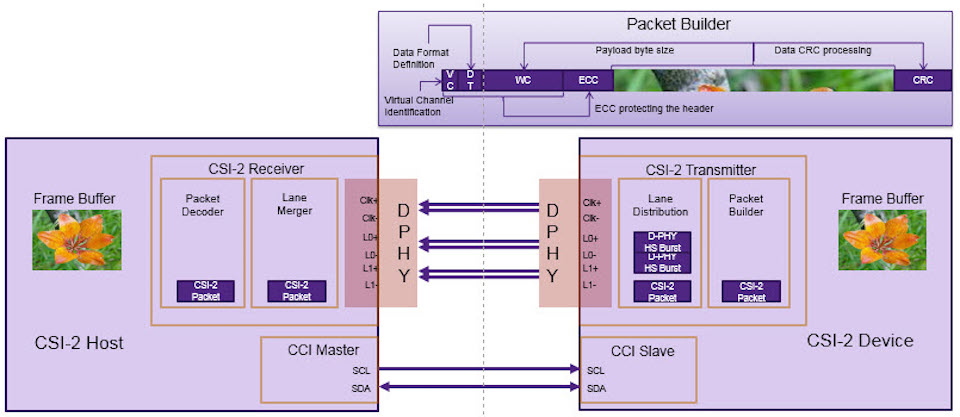 Packet Builder
Data Format
Definition
Payload byte size
Data CRC processing
V
C
D
T
WC
ECC
CRC
Virtual Channel
Identification
ECC protecting the header
CSI-2 Receiver
Packet
Decoder
Lane
Merger
Frame Buffer
CSI-2
Packet
CSI-2
Packet
Clk+
Clk-
L0+
L0-
L1+
L1-
D
P
H
Y
CSI-2 Host
CCI Master
SCL
SDA
D
P
H
Y
Clk+
Clk-
L0+
L0-
L1+
L1-
CSI-2 Transmitter
Lane
Distribution
D-PHY
HS Burst
D-PHY
HS Burst
CSI-2
Packet
Packet
Builder
CSI-2
Packet
Frame Buffer
CSI-2 Device
CCI Slave
SCL
SDA